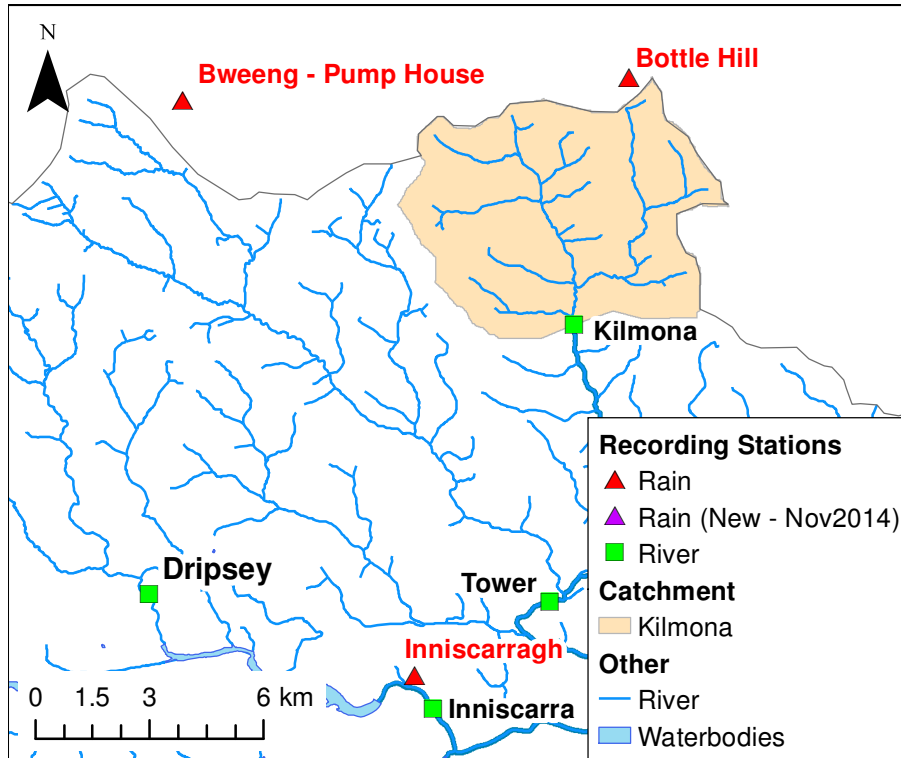 N
Bweeng - Pump House
Bottle Hill
Kilmona
Dripsey
Tower
Inniscarragh
Inniscarra
0 1.5 3 6 km
Recording Stations
Rain
Rain (New - Nov2014)
River
Catchment
Kilmona
Other
River
Waterbodies